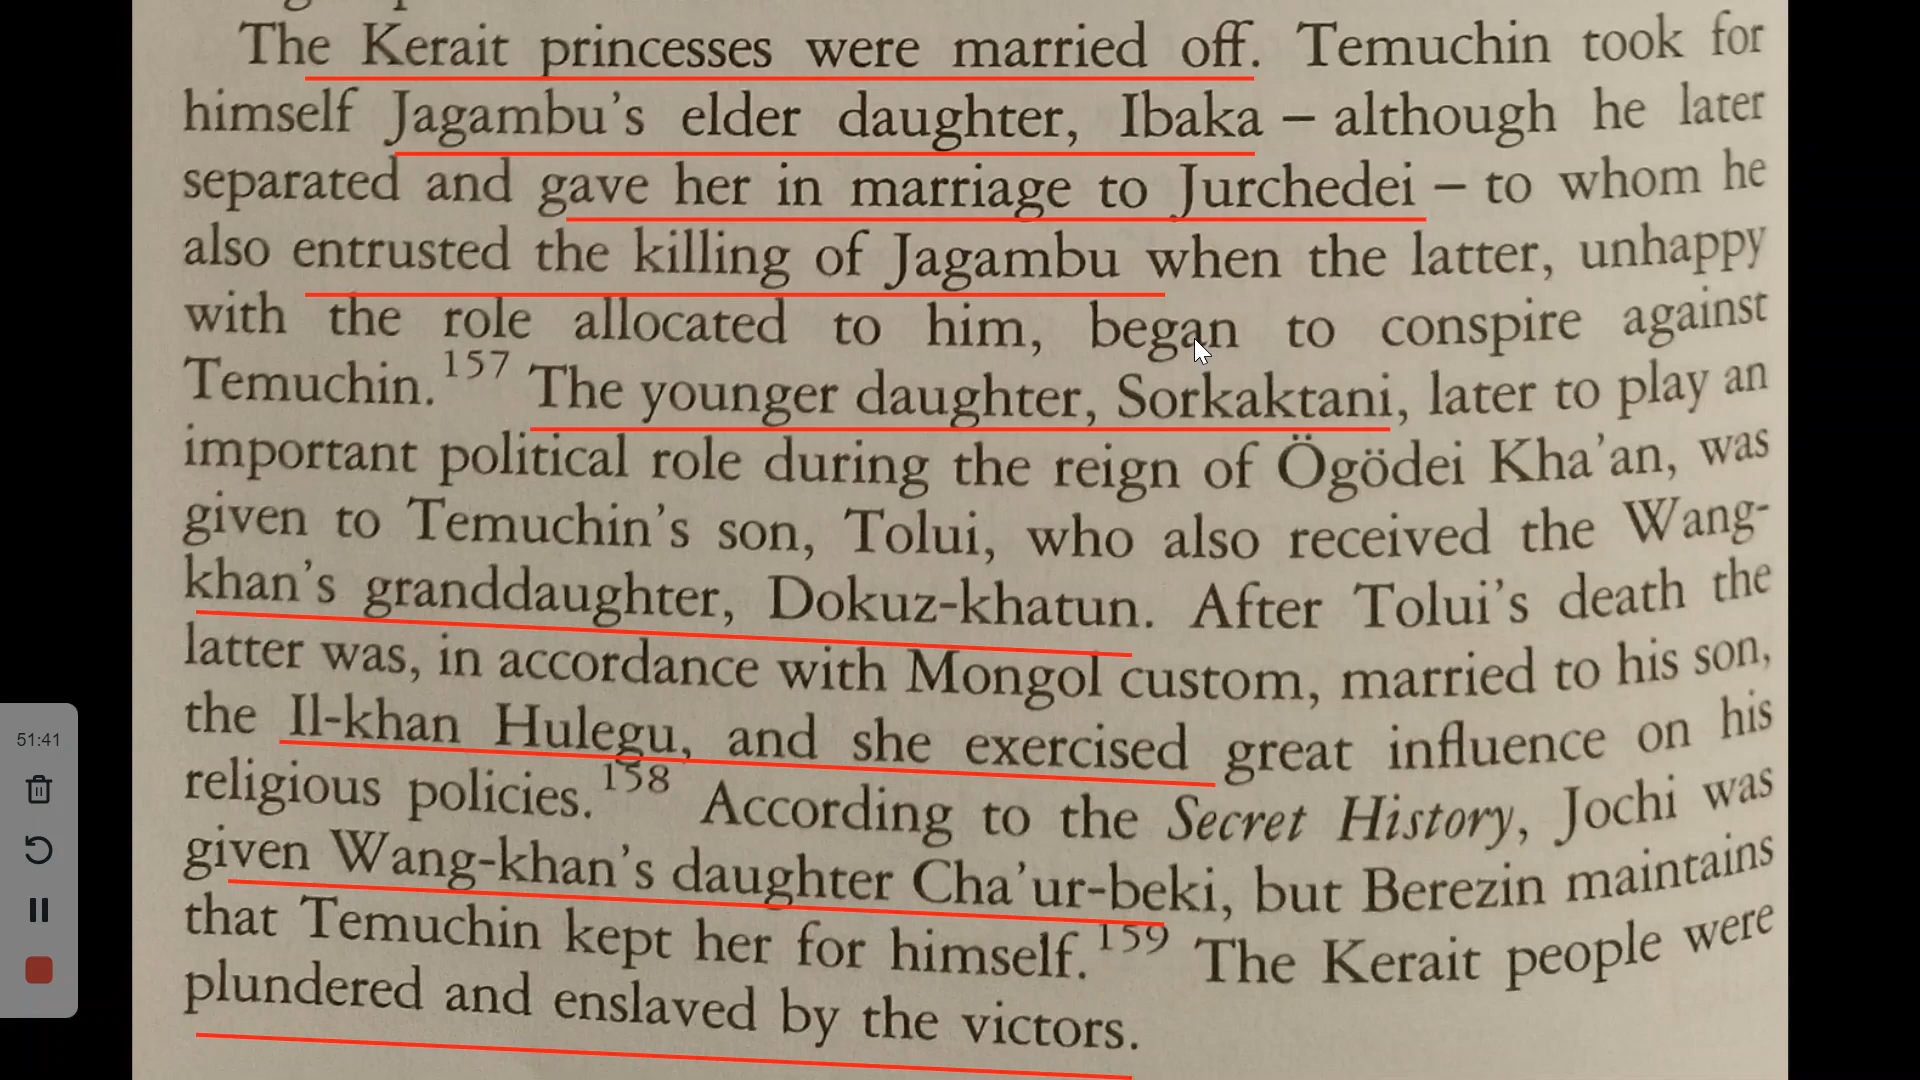 The Kerait princesses were married off. Temuchin took for
himself Jagambu's elder daughter, Ibaka – although he later
separated and gave her in marriage to Jurchedei – to whom he
also entrusted the killing of Jagambu when the latter, unhappy
with the role allocated to him, began to conspire against
Temuchin.157 The younger daughter, Sorkaktani, later to play an
important political role during the reign of Ögödei Kha'an, was
given to Temuchin's son, Tolui, who also received the Wang-
khan's granddaughter, Dokuz-khatun. After Tolui's death the
latter was, in accordance with Mongol custom, married to his son,
the Il-khan Hulegu, and she exercised great influence on his
religious policies.158 According to the Secret History, Jochi was
given Wang-khan's daughter Cha'ur-beki, but Berezin maintains
that Temuchin kept her for himself.159 The Kerait people were
plundered and enslaved by the victors.
51:41